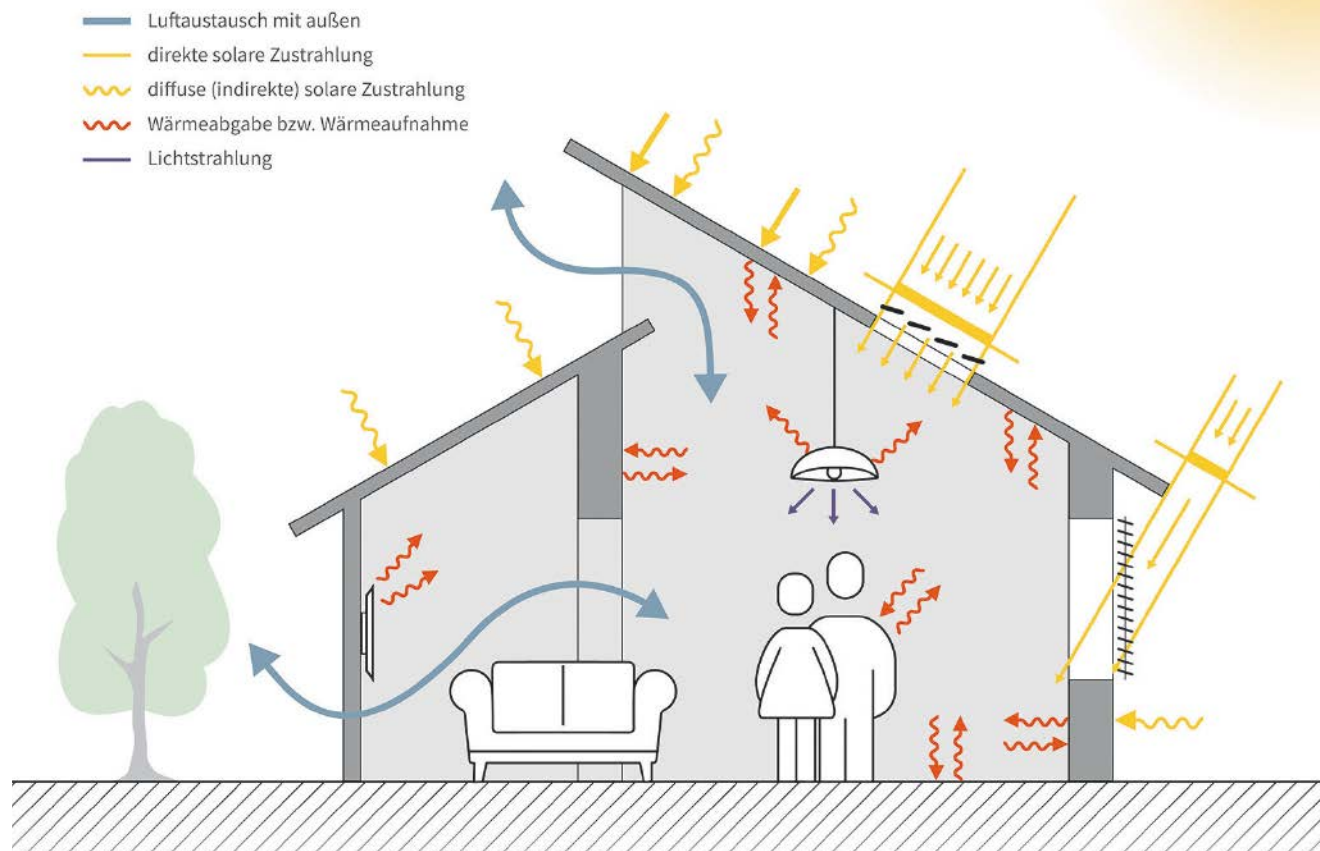 Luftaustausch mit außen
direkte solare Zustrahlung
diffuse (indirekte) solare Zustrahlung
Wärmeabgabe bzw. Wärmeaufnahme
Lichtstrahlung